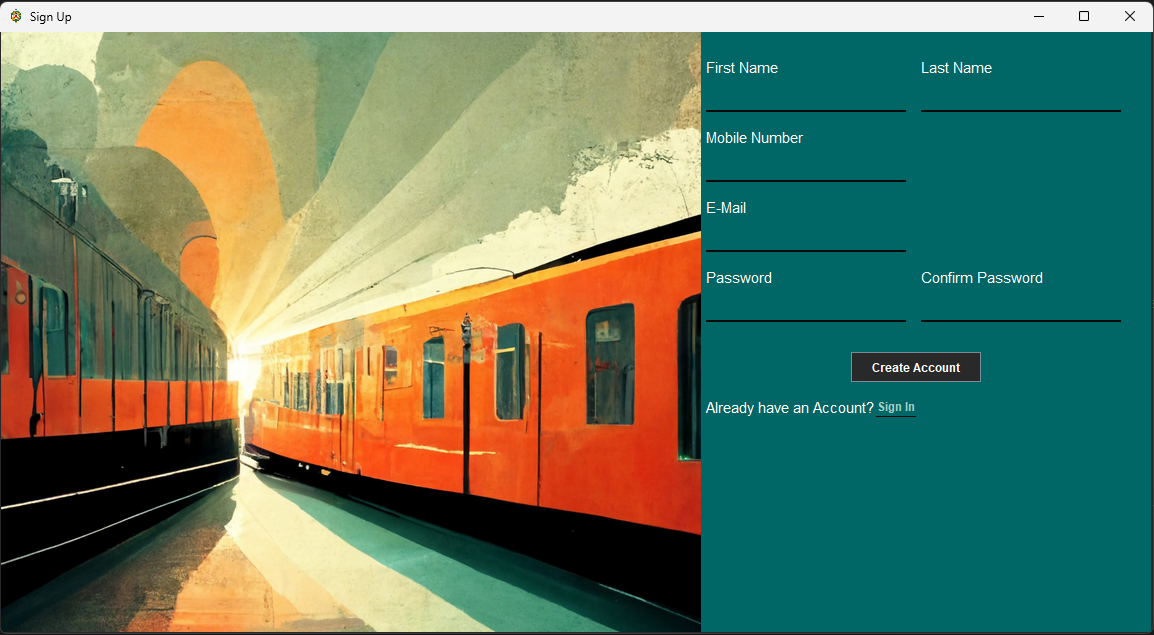 Sign Up
First Name Last Name
Mobile Number
E-Mail
Password Confirm Password
Create Account
Already have an Account? Sign In